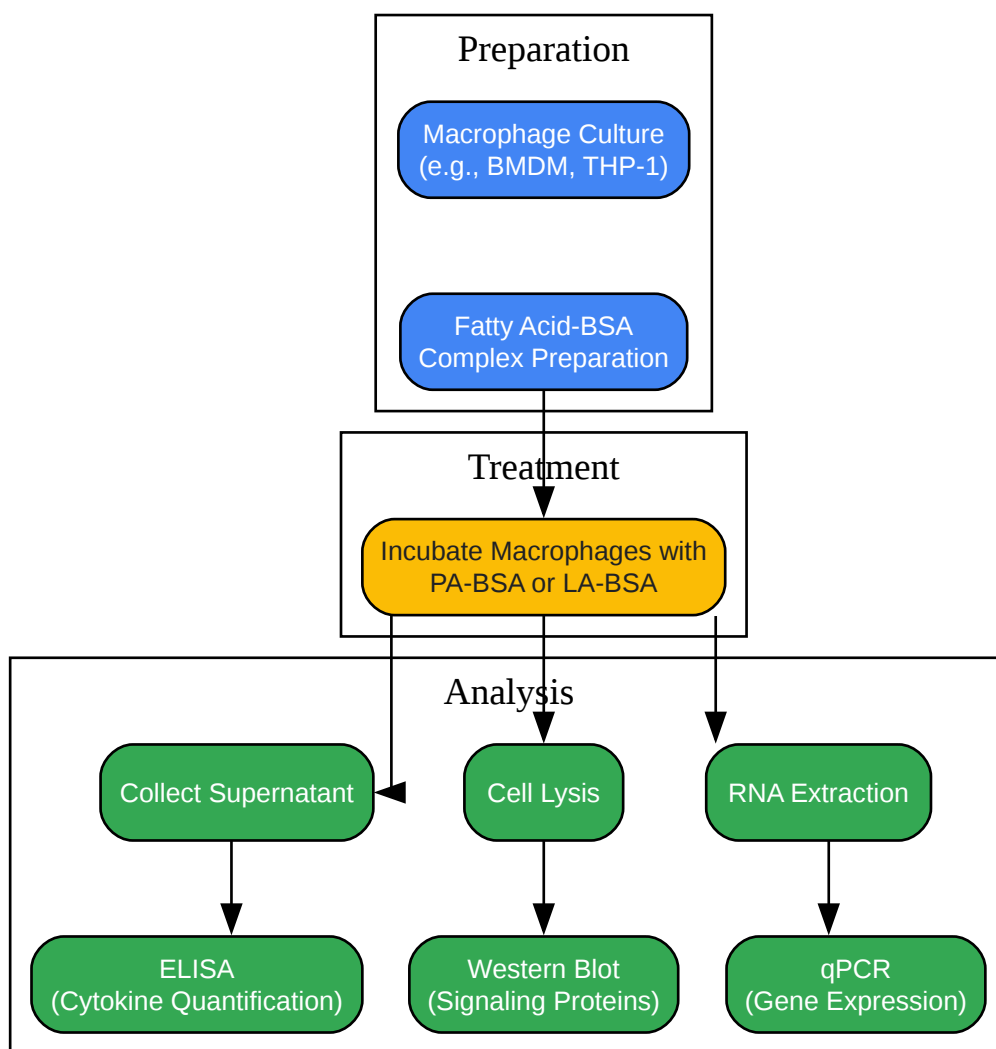 Preparation
Macrophage Culture
(e.g., BMDM, THP-1)
Fatty Acid-BSA
Complex Preparation
Treatment
Incubate Macrophages with
PA-BSA or LA-BSA
Analysis
Collect Supernatant
Cell Lysis
RNA Extraction
ELISA
(Cytokine Quantification)
Western Blot
(Signaling Proteins)
qPCR
(Gene Expression)